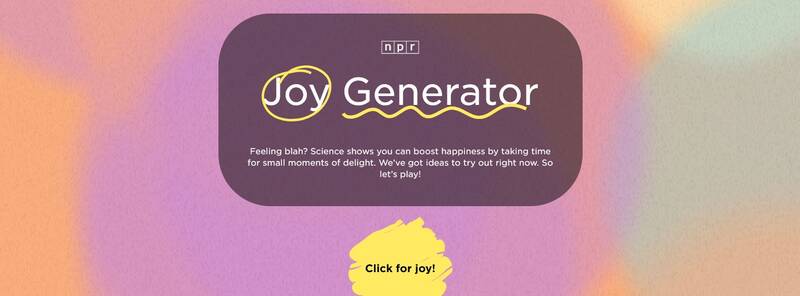 npr
Joy Generator
Feeling blah? Science shows you can boost happiness by taking time
for small moments of delight. We've got ideas to try out right now. So
let's play!
Click for joy!